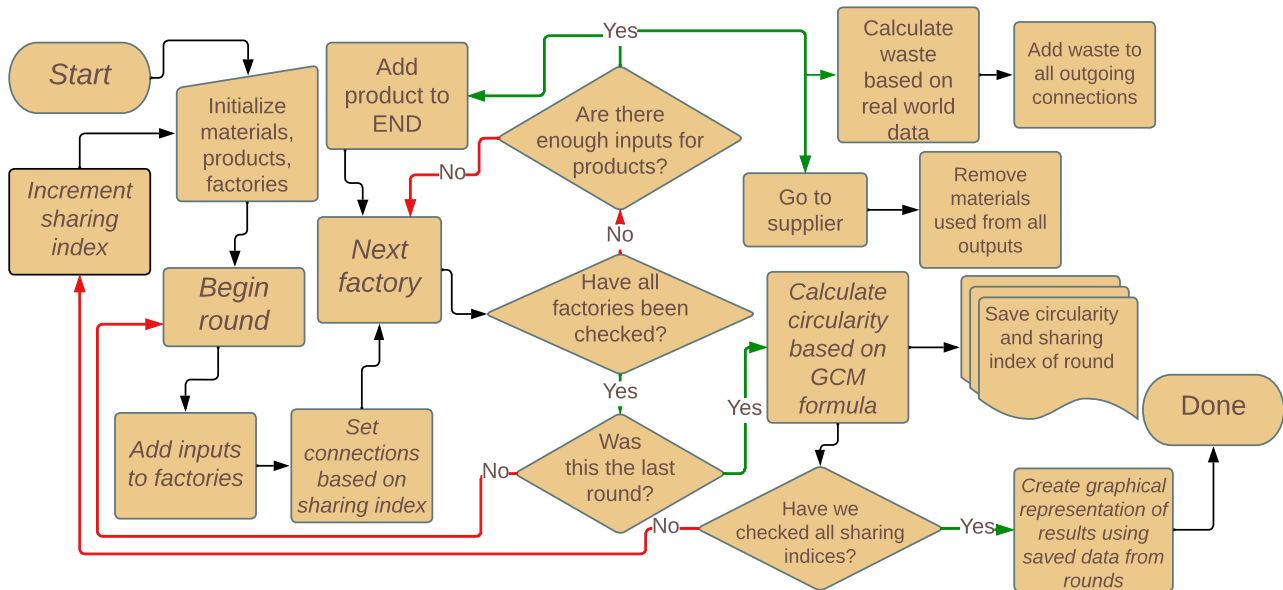 Start
Initialize
materials,
products,
factories
Increment
sharing
index
Begin
round
Add inputs
to factories
Set
connections
based on
sharing index
Add
product to
END
Next
factory
Yes
Are there
enough inputs for
products?
No
No
Have all
factories been
checked?
Yes
Was
this the last
round?
No
Yes
Calculate
waste
based on
real world
data
Add waste to
all outgoing
connections
Go to
supplier
Remove
materials
used from all
outputs
Calculate
circularity
based on
GCM
formula
Save circularity
and sharing
index of round
Have we
checked all sharing
indices?
No
Yes
Create graphical
representation of
results using
saved data from
rounds
Done